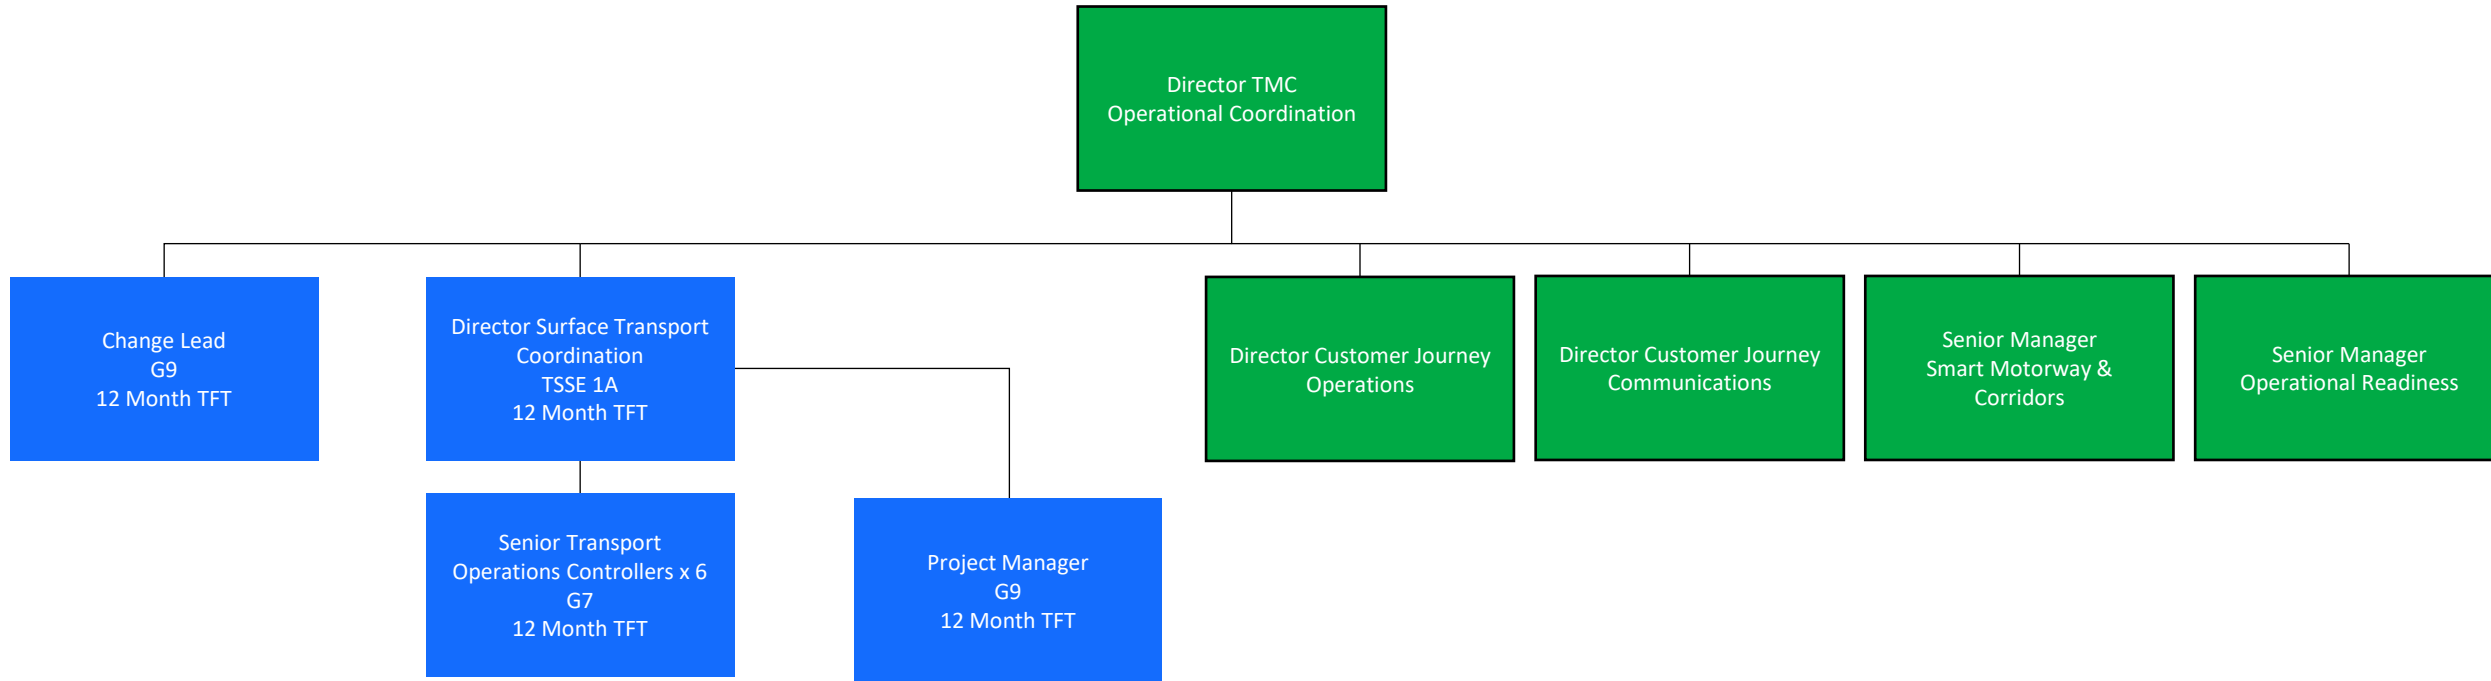 Director TMC
Operational Coordination
Change Lead
G9
12 Month TFT
Director Surface Transport
Coordination
TSSE 1A
12 Month TFT
Director Customer Journey
Operations
Director Customer Journey
Communications
Senior Manager
Smart Motorway &
Corridors
Senior Manager
Operational Readiness
Senior Transport
Operations Controllers x 6
G7
12 Month TFT
Project Manager
G9
12 Month TFT